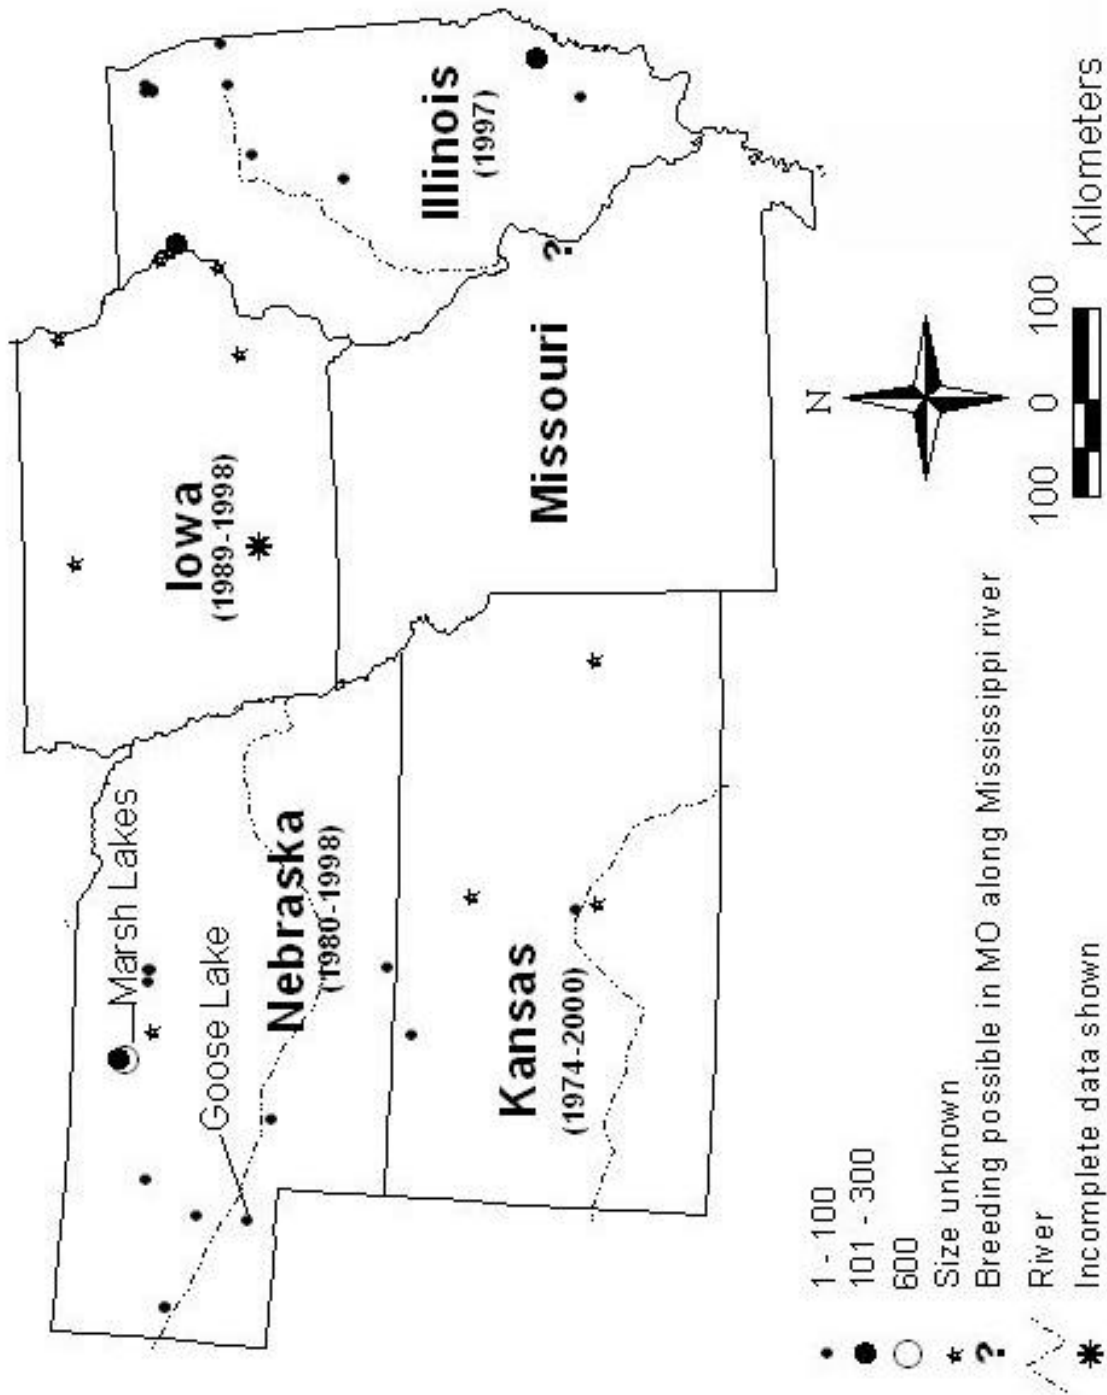 Marsh Lakes
Goose Lake
Nebraska
(1980-1998)
Iowa
(1989-1998)
Illinois
(1997)
Kansas
(1974-2000)
Missouri ?
1 - 100
101 - 300
600
Size unknown
? Breeding possible in MO along Mississippi river
River
Incomplete data shown
N
100 0 100 Kilometers